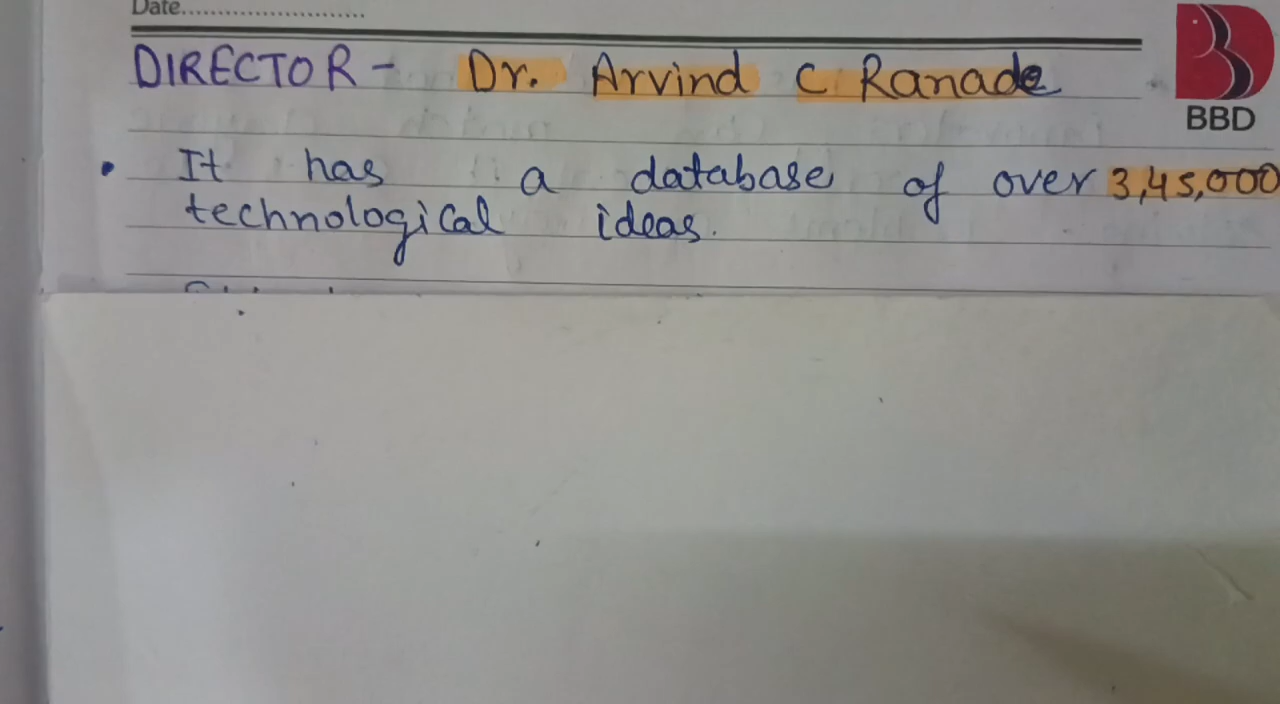 Date........................
DIRECTOR - Dr. Arvind C Ranade
BBD
• It has a database of over 3,45,000
technological ideas.